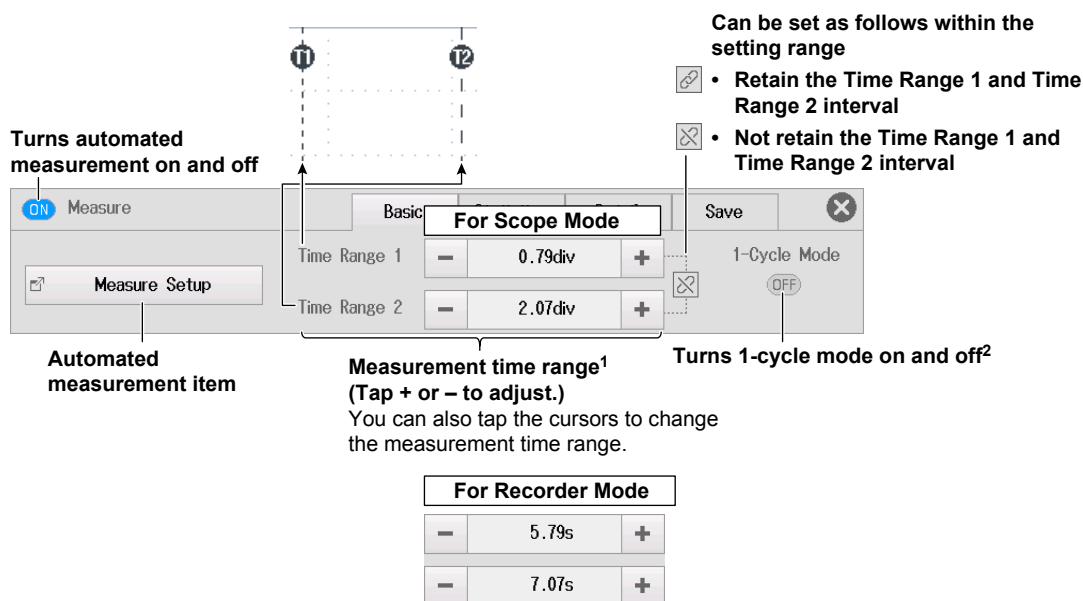 Can be set as follows within the
setting range
• Retain the Time Range 1 and Time
Range 2 interval
• Not retain the Time Range 1 and
Time Range 2 interval
T1
T2
Turns automated
measurement on and off
ON Measure
Basic
Save
For Scope Mode
Time Range 1 − 0.79div +
1-Cycle Mode
OFF
Measure Setup
Time Range 2 − 2.07div +
Automated
measurement item
Measurement time range1
(Tap + or – to adjust.)
You can also tap the cursors to change
the measurement time range.
Turns 1-cycle mode on and off2
For Recorder Mode
− 5.79s +
− 7.07s +